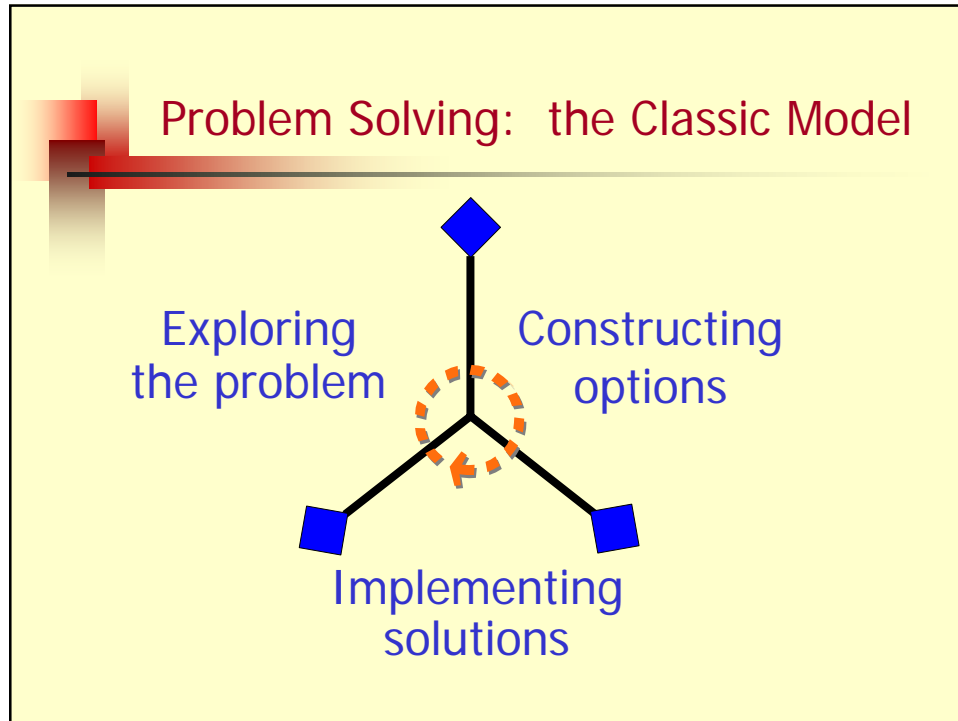 Problem Solving:  the Classic Model
Exploring
the problem
Constructing
options
Implementing
solutions